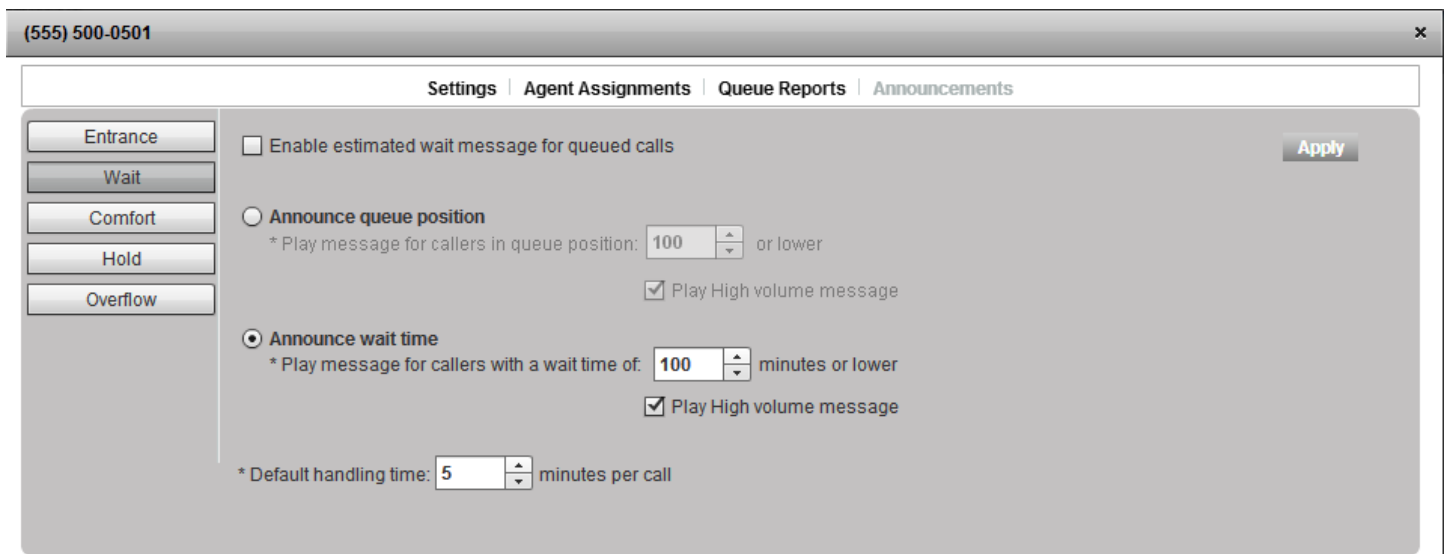 (555) 500-0501
Settings | Agent Assignments | Queue Reports | Announcements
Entrance
Enable estimated wait message for queued calls
Apply
Wait
Comfort
Announce queue position
* Play message for callers in queue position: 100 or lower
Hold
Play High volume message
Overflow
Announce wait time
* Play message for callers with a wait time of: 100 minutes or lower
Play High volume message
* Default handling time: 5 minutes per call